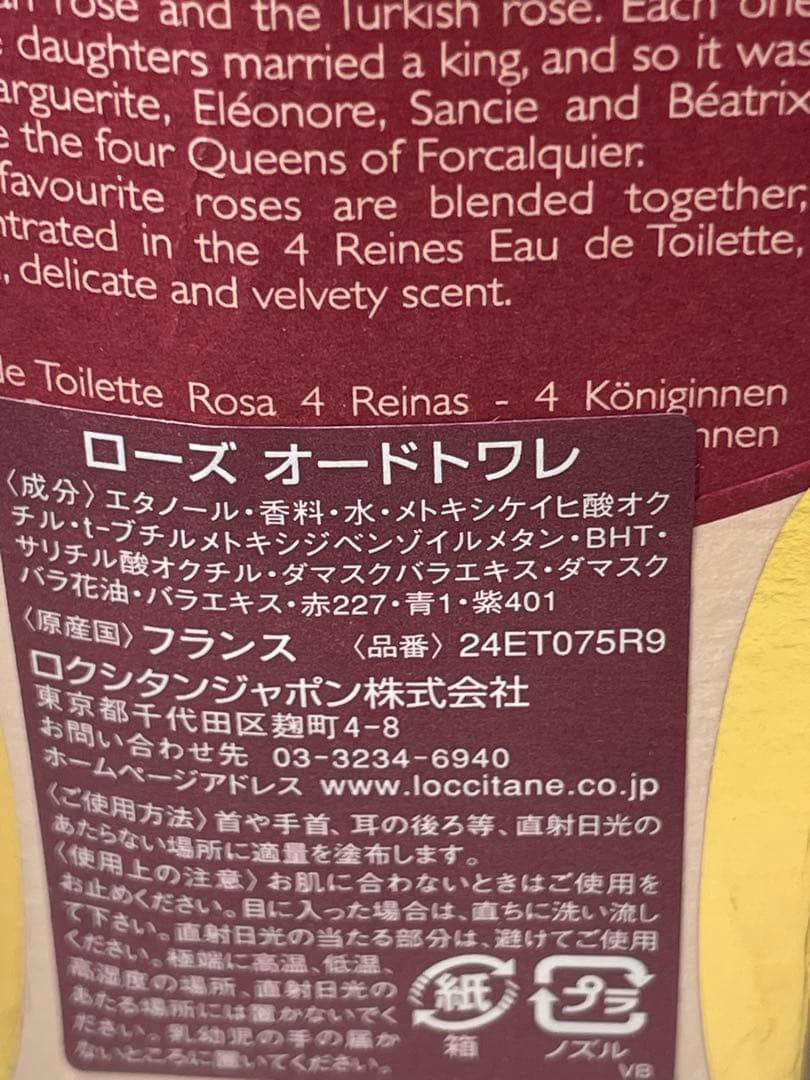 rose and the Turkish rose. Each one
daughters married a king, and so it was
arguerite, Eléonore, Sancie and Béatrix
the four Queens of Forcalquier.
favourite roses are blended together,
ntrated in the 4 Reines Eau de Toilette,
, delicate and velvety scent.
de Toilette Rosa 4 Reinas - 4 Königinnen
nnen
ローズ オードトワレ
〈成分〉エタノール・香料・水・メトキシケイヒ酸オク
チル・t-ブチルメトキシジベンゾイルメタン・BHT・
サリチル酸オクチル・ダマスクバラエキス・ダマスク
バラ花油・バラエキス・赤227・青1・紫401
〈原産国〉フランス 〈品番〉24ET075R9
ロクシタンジャポン株式会社
東京都千代田区麹町4-8
お問い合わせ先 03-3234-6940
ホームページアドレス www.loccitane.co.jp
〈ご使用方法〉首や手首、耳の後ろ等、直射日光の
あたらない場所に適量を塗布します。
〈使用上の注意〉お肌に合わないときはご使用を
お止めください。目に入った場合は、直ちに洗い流し
て下さい。直射日光の当たる部分は、避けてご使用
ください。極端に高温、低温、
高湿度の場所、直射日光の
あたる場所には置かないでく
ださい。乳幼児の手の届か
ないところに置いてください。
紙
箱
プラ
ノズル
VB